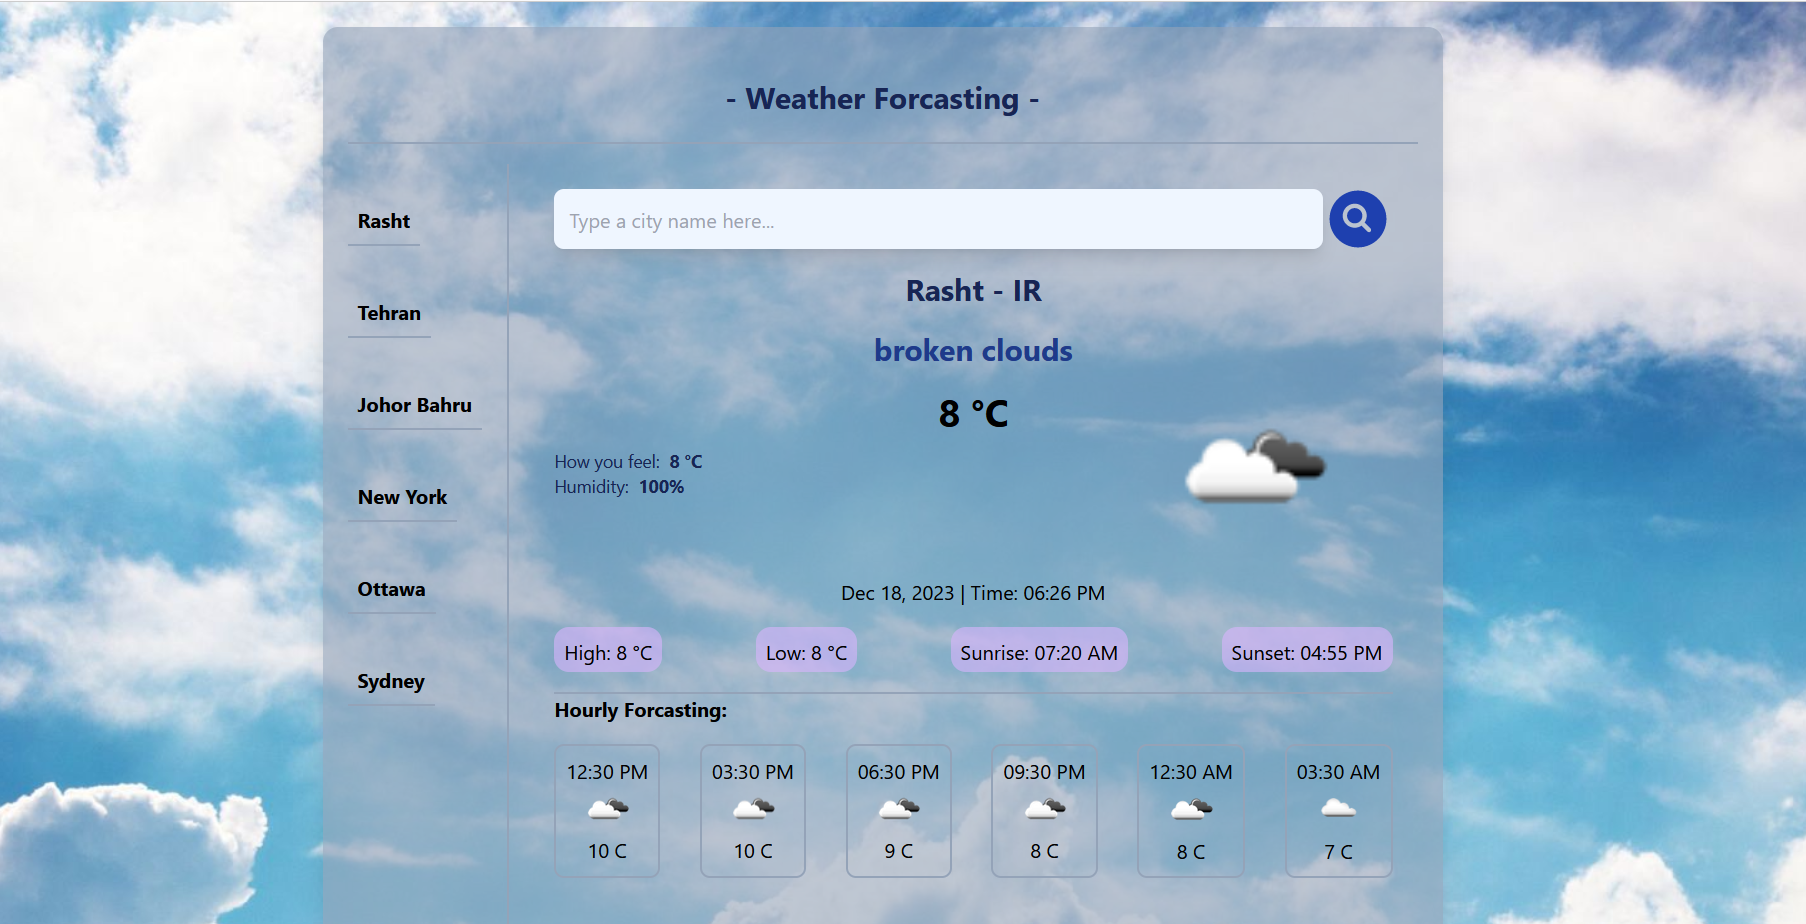 - Weather Forcasting -
Rasht
Tehran
Johor Bahru
New York
Ottawa
Sydney
Type a city name here...
Rasht - IR
broken clouds
8 °C
How you feel: 8 °C
Humidity: 100%
Dec 18, 2023 | Time: 06:26 PM
High: 8 °C Low: 8 °C Sunrise: 07:20 AM Sunset: 04:55 PM
Hourly Forcasting:
12:30 PM 03:30 PM 06:30 PM 09:30 PM 12:30 AM 03:30 AM
10 C 10 C 9 C 8 C 8 C 7 C